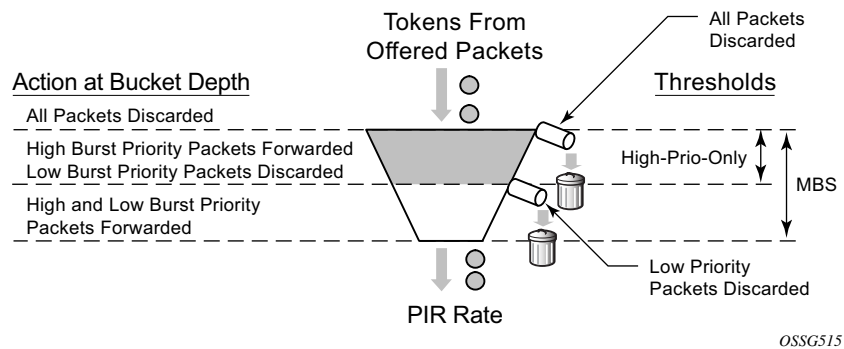 Tokens From
Offered Packets
All Packets
Discarded
Action at Bucket Depth
Thresholds
All Packets Discarded
High Burst Priority Packets Forwarded
Low Burst Priority Packets Discarded
High-Prio-Only
MBS
High and Low Burst Priority
Packets Forwarded
Low Priority
Packets Discarded
PIR Rate
OSSG515